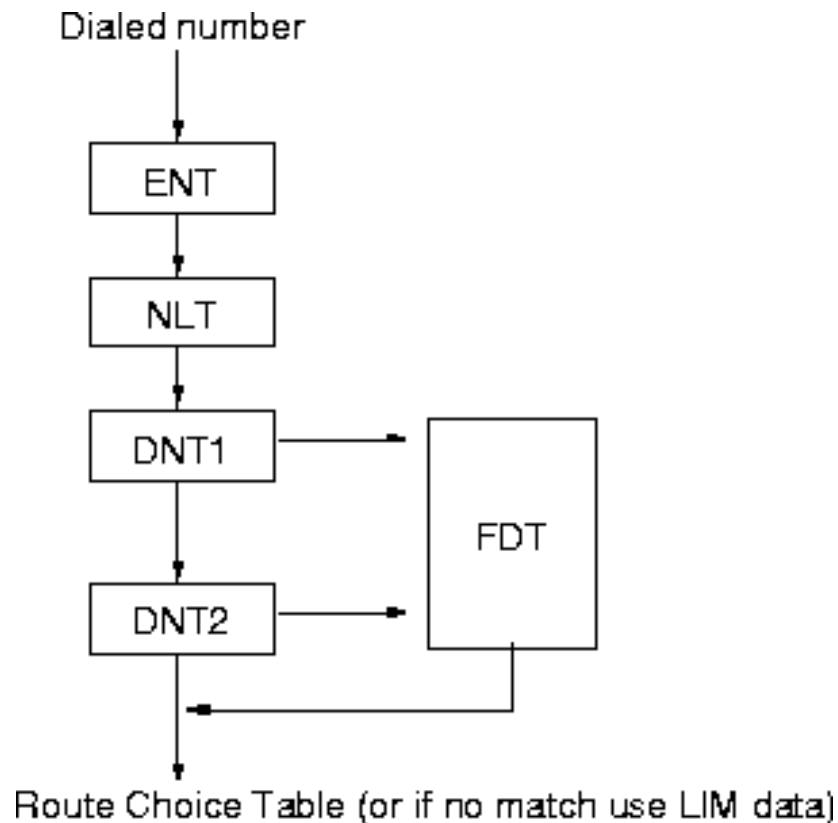 Dialed number
ENT
NLT
DNT1
FDT
DNT2
Route Choice Table (or if no match use LIM data)